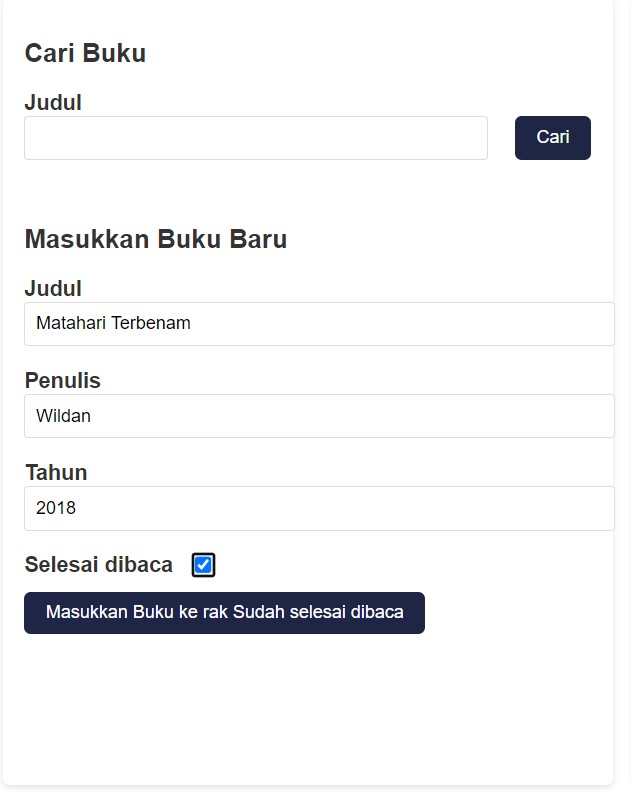 Cari Buku
Judul
Cari
Masukkan Buku Baru
Judul
Matahari Terbenam
Penulis
Wildan
Tahun
2018
Selesai dibaca
Masukkan Buku ke rak Sudah selesai dibaca